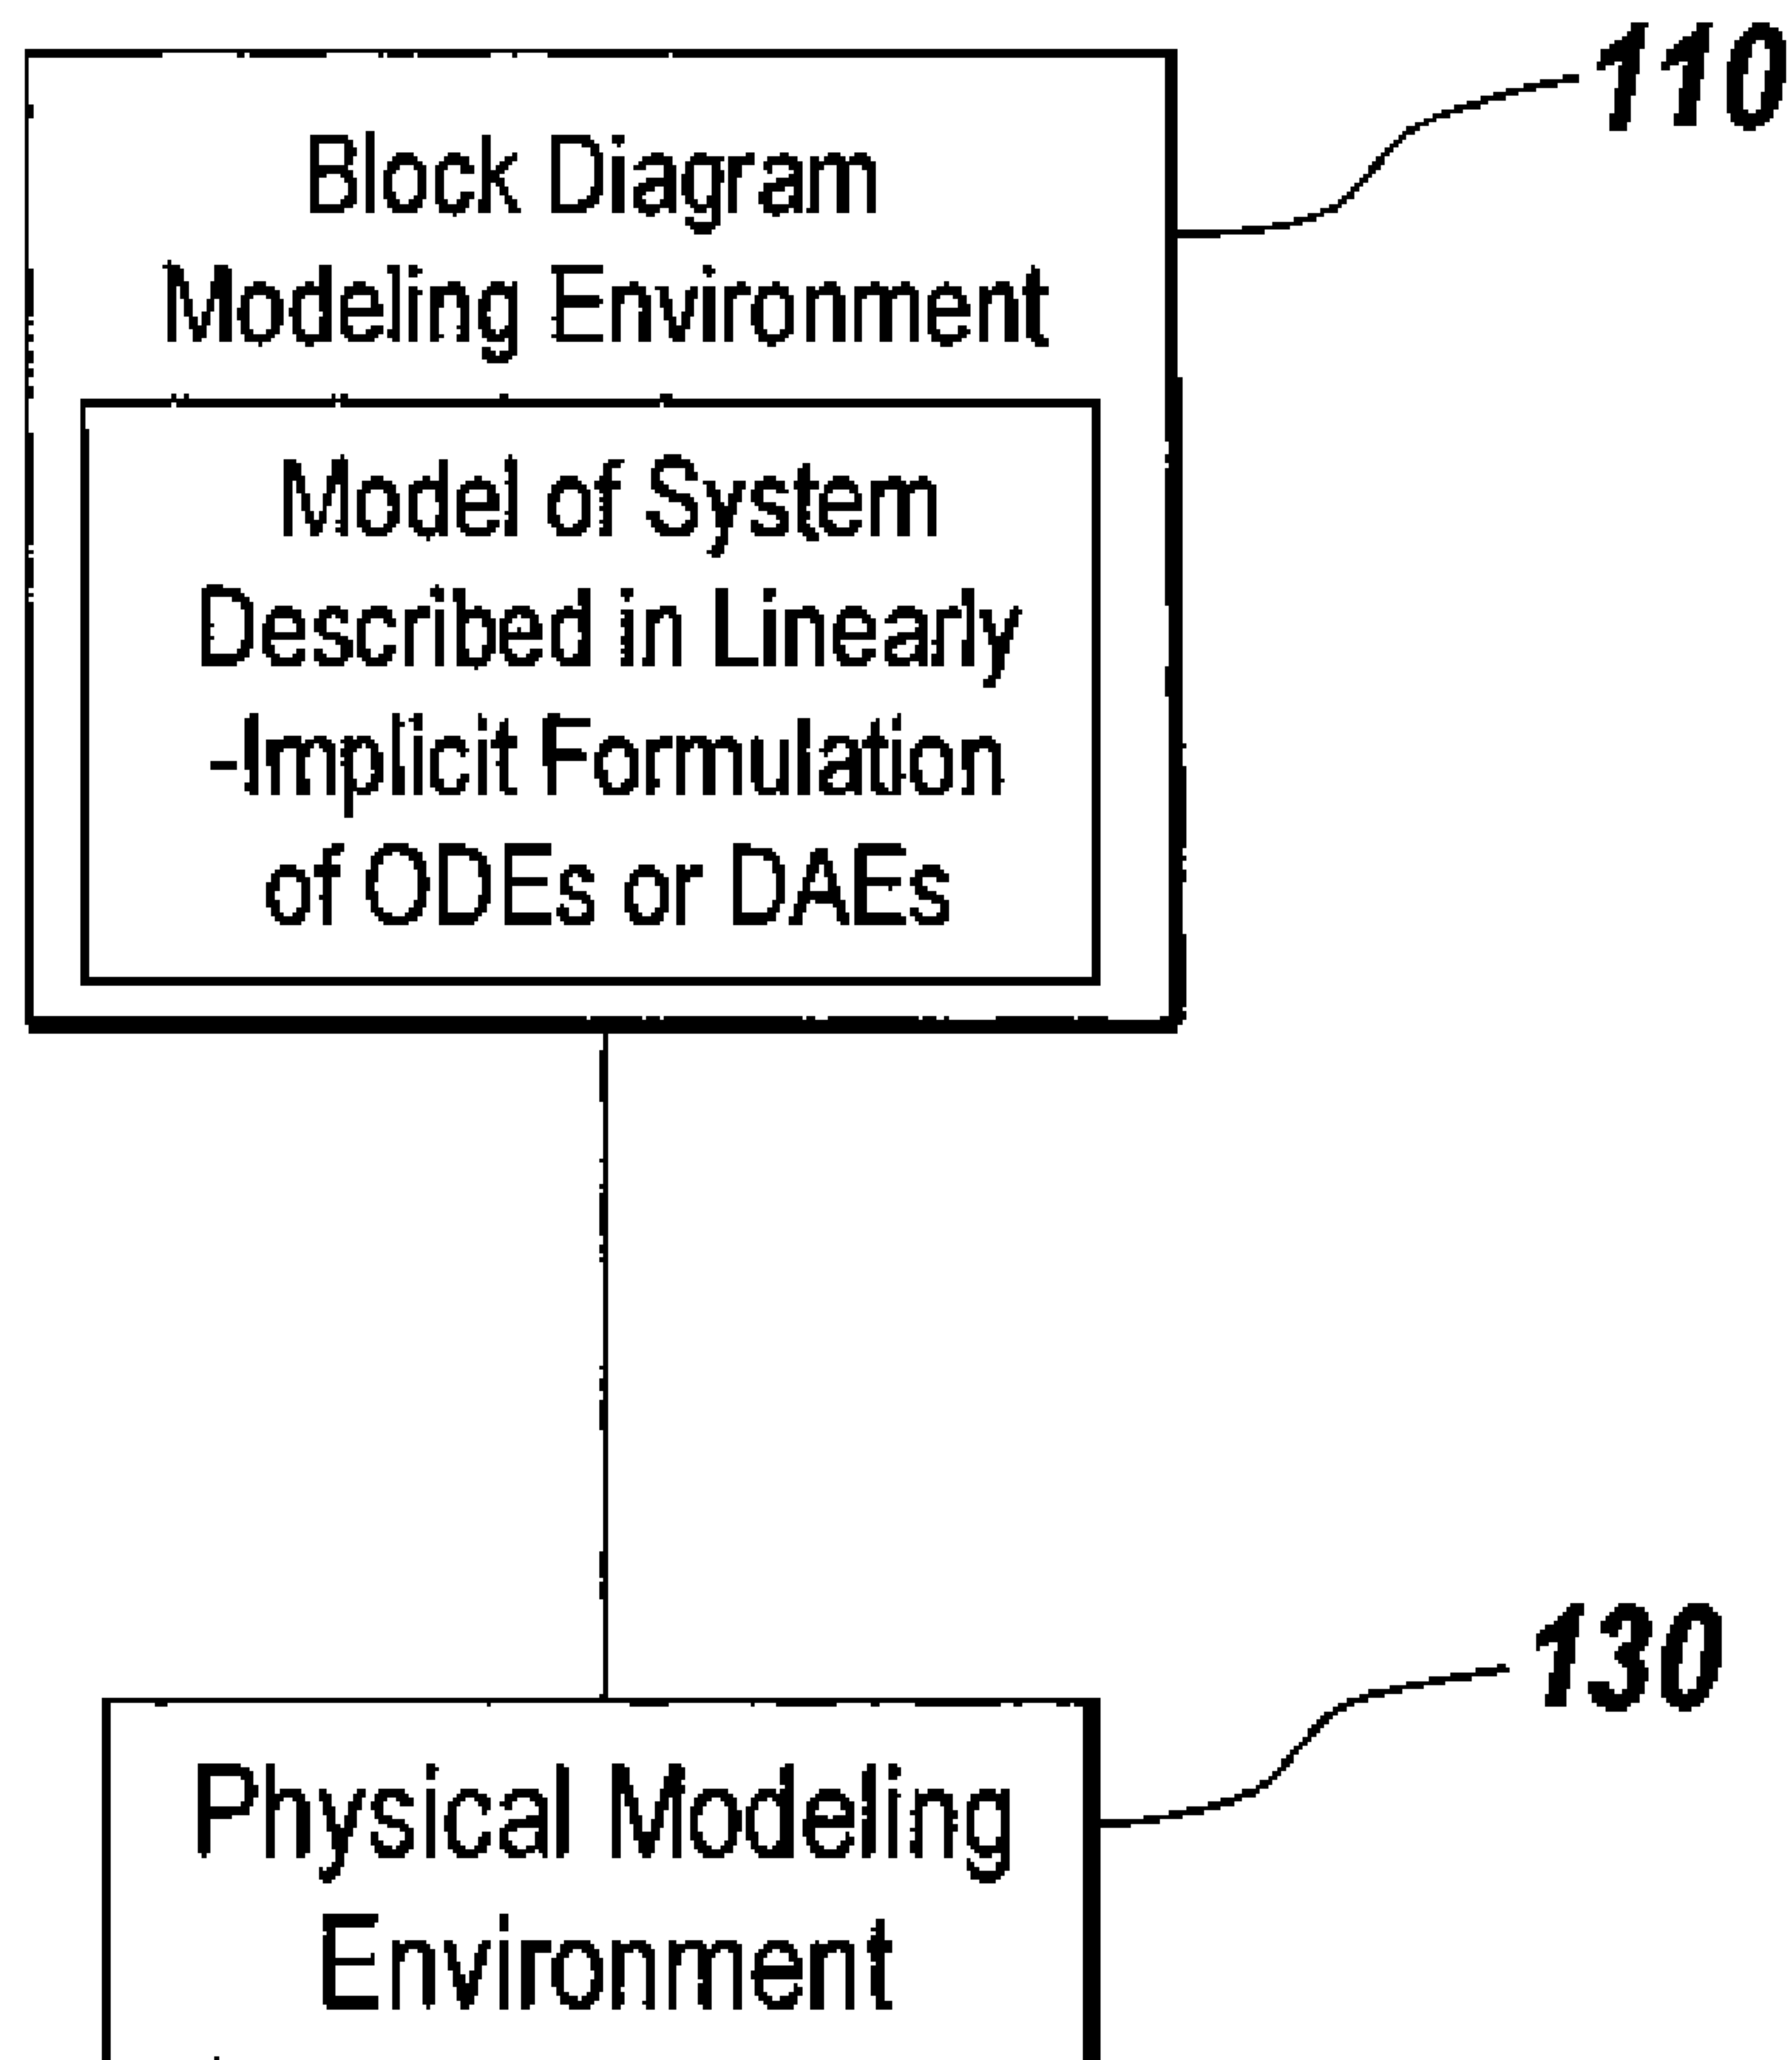 110
Block Diagram
Modeling Environment
Model of System
Described in Linearly
-Implicit Formulation
of ODEs or DAEs
130
Physical Modeling
Environment